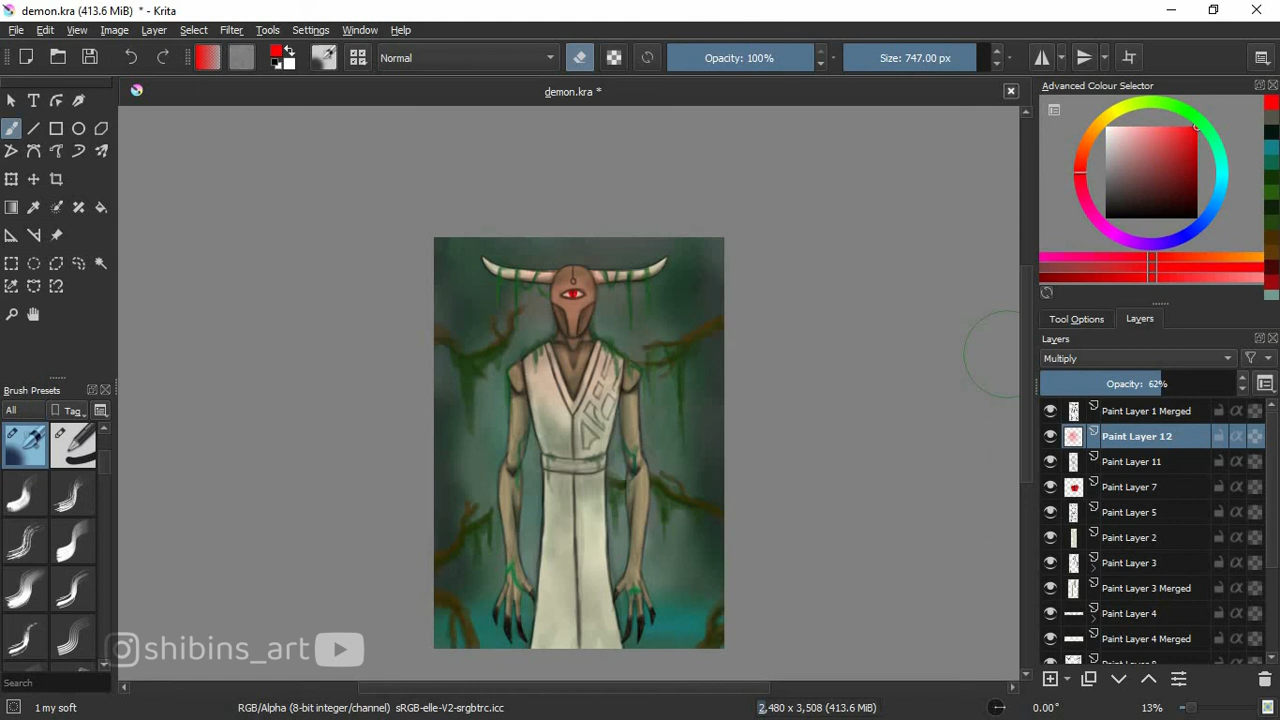 demon.kra (413.6 MiB) *
File Edit View Image Layer Select Filter Tools Settings Window Help
Normal
Opacity: 100%
Size: 747.00 px
demon.kra *
Advanced Colour Selector
Tool Options
Layers
Layers
Multiply
Opacity: 62%
Paint Layer 1 Merged
Paint Layer 12
Paint Layer 11
Paint Layer 7
Paint Layer 5
Paint Layer 2
Paint Layer 3
Paint Layer 3 Merged
Paint Layer 4
Paint Layer 4 Merged
Brush Presets
All
Tag
Search
shibins_art
1 my soft
RGB/Alpha (8-bit integer/channel) sRGB-elle-V2-srgbtrc.icc
2,480 x 3,508 (413.6 MiB)
0.00°
13%